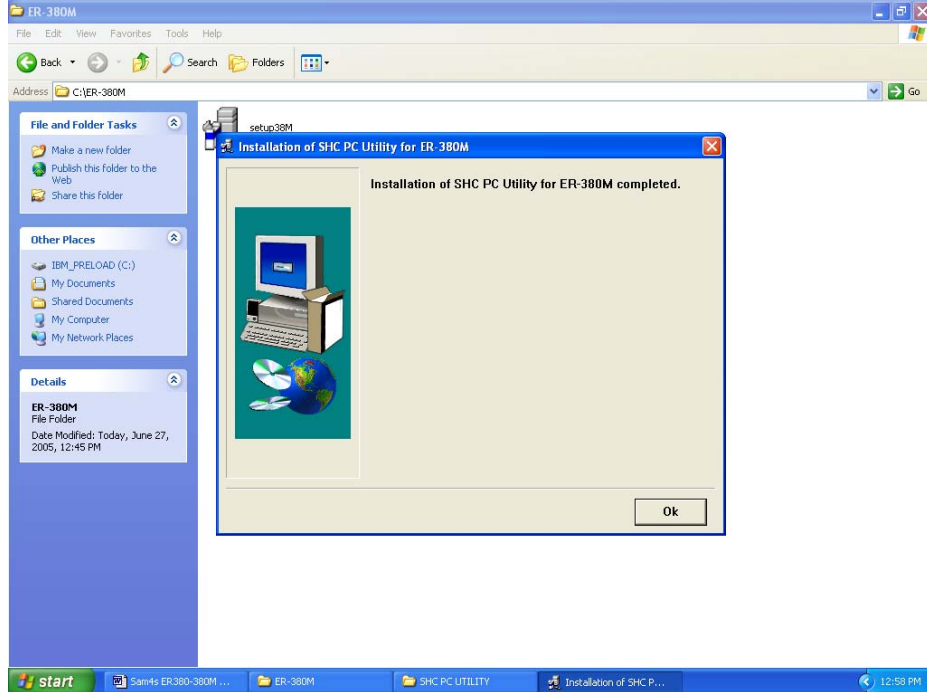 ER-380M
File Edit View Favorites Tools Help
Back Search Folders
Address C:\ER-380M Go
File and Folder Tasks
Make a new folder
Publish this folder to the
Web
Share this folder
Other Places
IBM_PRELOAD (C:)
My Documents
Shared Documents
My Computer
My Network Places
Details
ER-380M
File Folder
Date Modified: Today, June 27,
2005, 12:45 PM
setup38M
Installation of SHC PC Utility for ER-380M
Installation of SHC PC Utility for ER-380M completed.
Ok
start Sam4s ER380-380M ... ER-380M SHC PC UTILITY Installation of SHC P... 12:58 PM